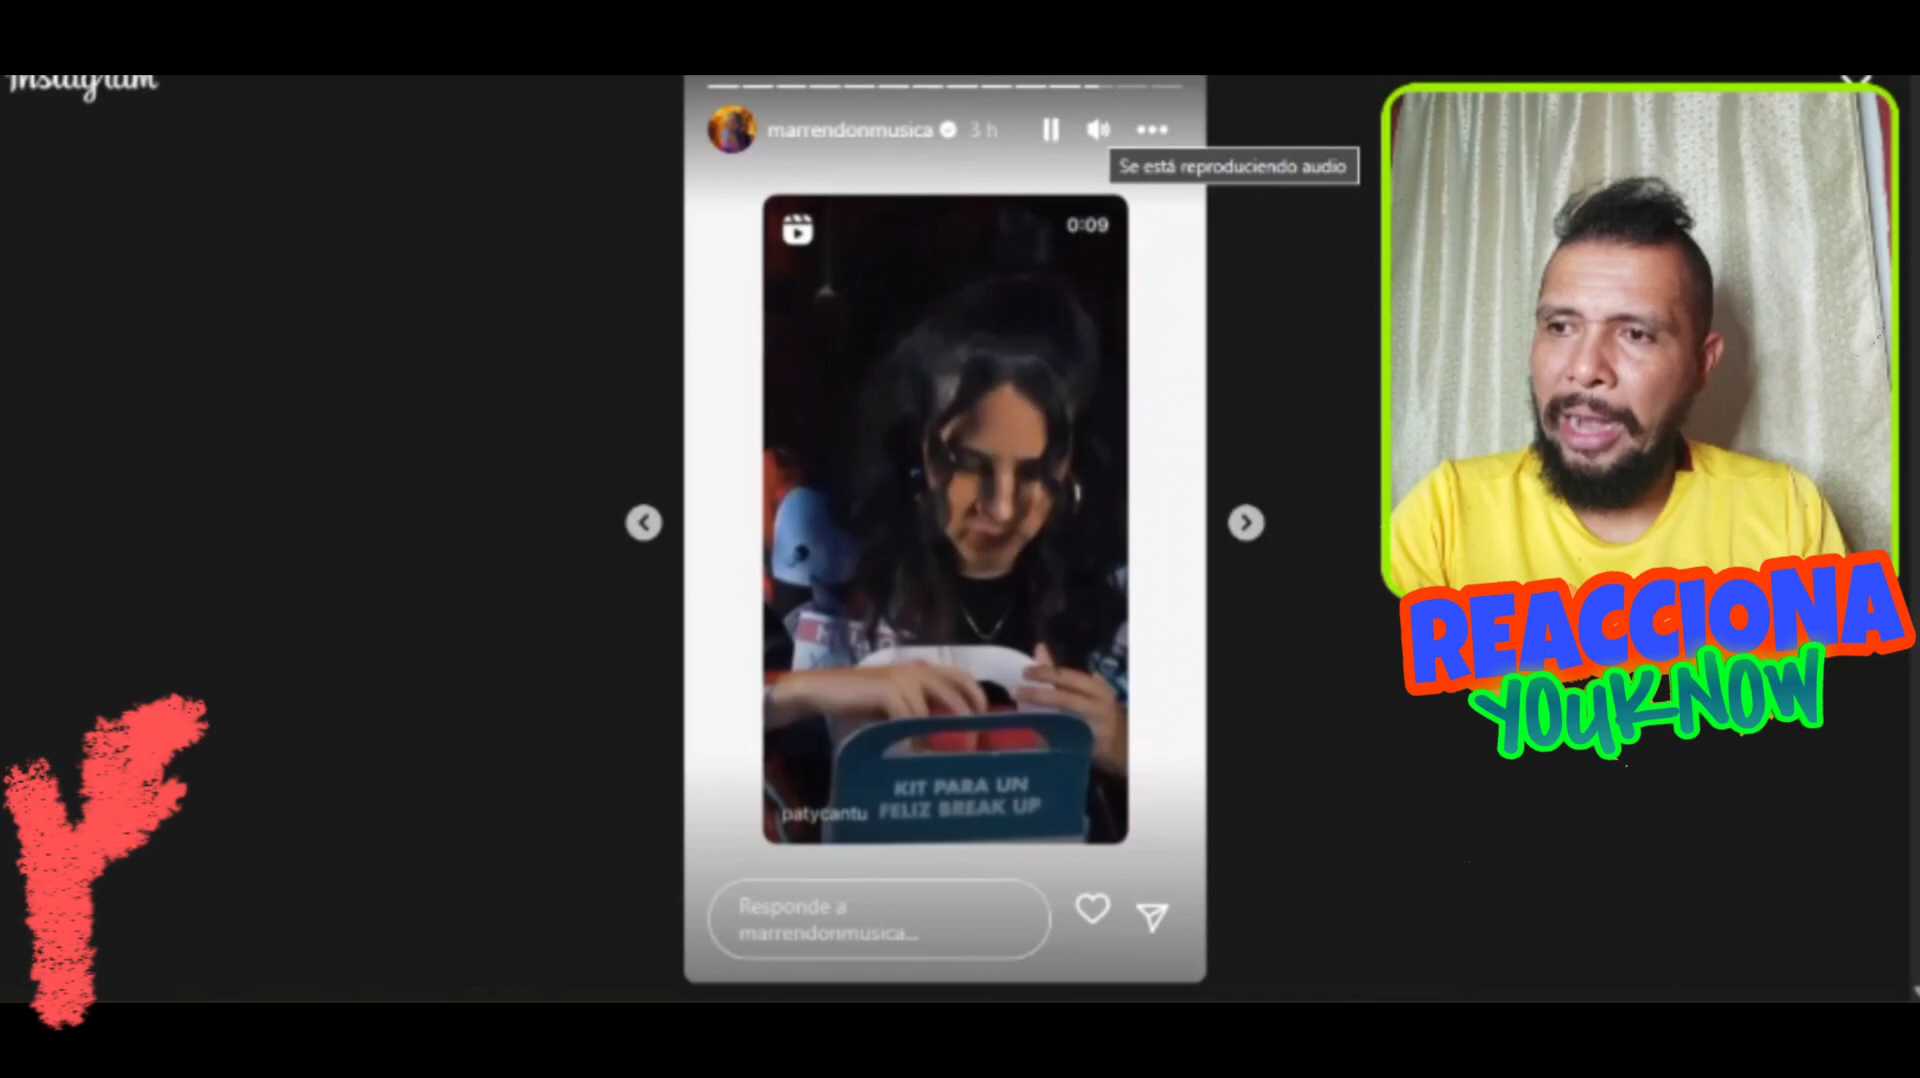 Instagram
marrendonmusica 3 h
Se está reproduciendo audio
0:09
KIT PARA UN
FELIZ BREAK UP
patycantu
Responde a
marrendonmusica...
REACCIONA
YOUKNOW
Y